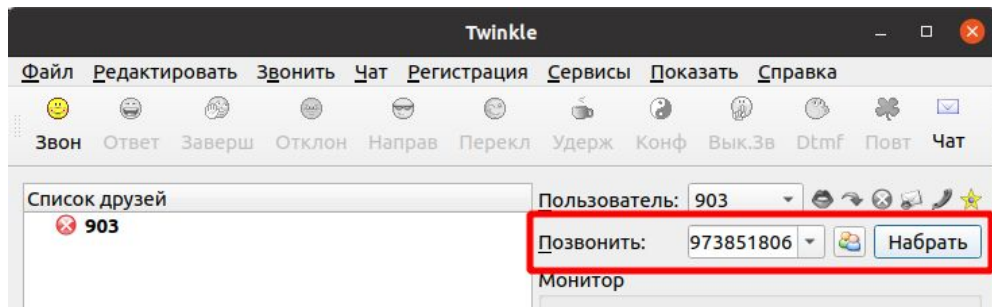 Twinkle
Файл Редактировать Звонить Чат Регистрация Сервисы Показать Справка
Звон Ответ Заверш Отклон Направ Перекл Удерж Конф Вык.Зв Dtmf Повт Чат
Список друзей Пользователь: 903
903
Позвонить: 973851806 Набрать
Монитор